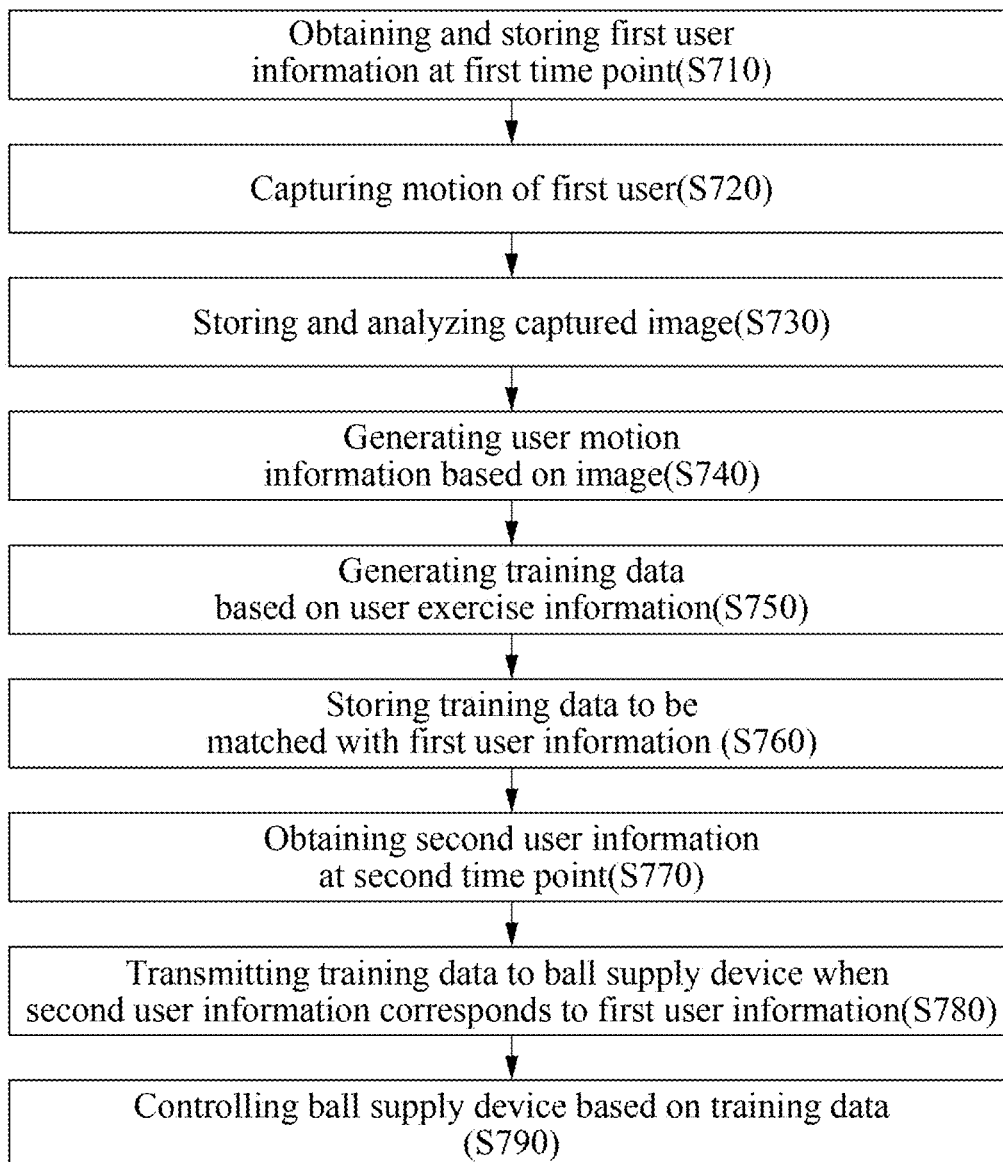 Obtaining and storing first user
information at first time point(S710)
Capturing motion of first user(S720)
Storing and analyzing captured image(S730)
Generating user motion
information based on image(S740)
Generating training data
based on user exercise information(S750)
Storing training data to be
matched with first user information (S760)
Obtaining second user information
at second time point(S770)
Transmitting training data to ball supply device when
second user information corresponds to first user information(S780)
Controlling ball supply device based on training data
(S790)